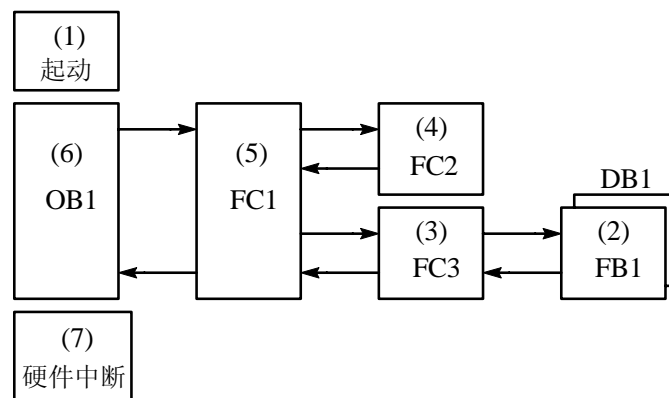 (1)
起动
(6)
OB1
(5)
FC1
(4)
FC2
(3)
FC3
DB1
(2)
FB1
(7)
硬件中断